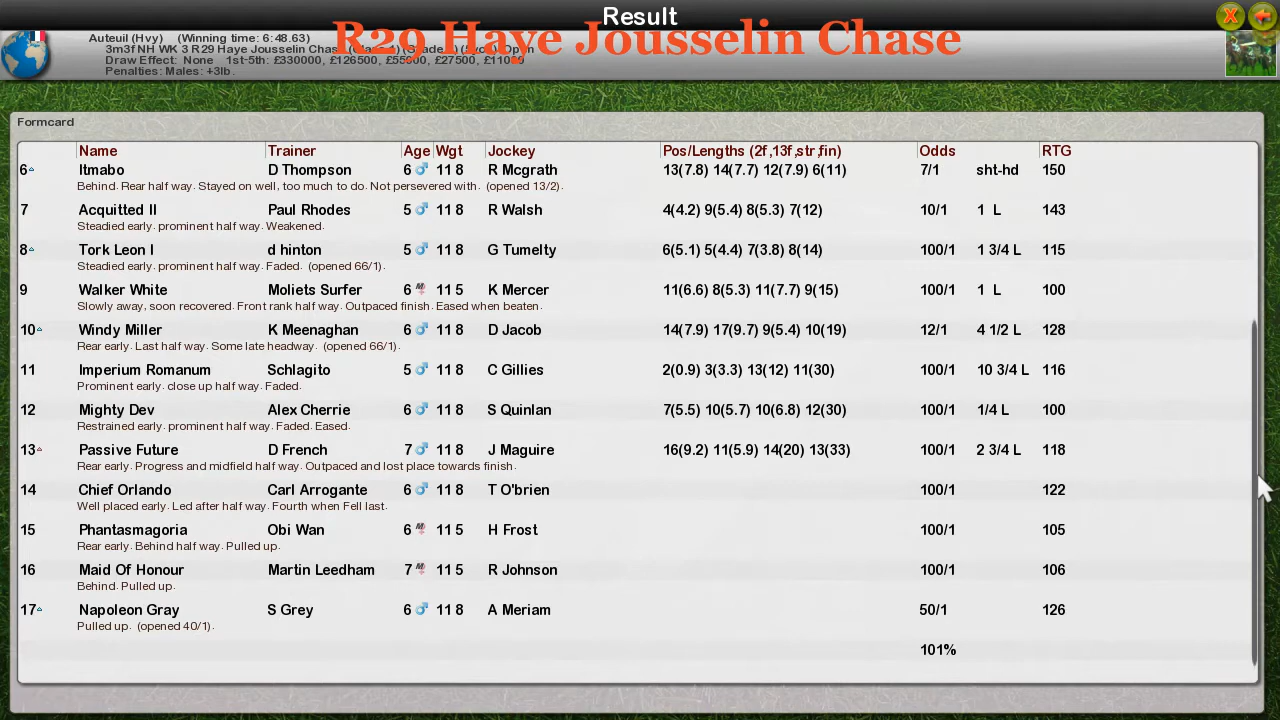 Result
R29 Haye Jousselin Chase
Auteuil (Hvy) (Winning time: 6:48.63)
3m3f NH WK 3 R29 Haye Jousselin Chase (Grade 1) (5yo+) Open
Draw Effect: None 1st-5th: £330000, £126500, £55000, £27500, £11000
Penalties: Males: +3lb.
Formcard
Name Trainer Age Wgt Jockey Pos/Lengths (2f,13f,str,fin) Odds RTG
6 Itmabo D Thompson 6 11 8 R Mcgrath 13(7.8) 14(7.7) 12(7.9) 6(11) 7/1 sht-hd 150
Behind. Rear half way. Stayed on well, too much to do. Not persevered with. (opened 13/2).
7 Acquitted II Paul Rhodes 5 11 8 R Walsh 4(4.2) 9(5.4) 8(5.3) 7(12) 10/1 1 L 143
Steadied early. prominent half way. Weakened.
8 Tork Leon I d hinton 5 11 8 G Tumelty 6(5.1) 5(4.4) 7(3.8) 8(14) 100/1 1 3/4 L 115
Steadied early. prominent half way. Faded. (opened 66/1).
9 Walker White Moliets Surfer 6 11 5 K Mercer 11(6.6) 8(5.3) 11(7.7) 9(15) 100/1 1 L 100
Slowly away, soon recovered. Front rank half way. Outpaced finish. Eased when beaten.
10 Windy Miller K Meenaghan 6 11 8 D Jacob 14(7.9) 17(9.7) 9(5.4) 10(19) 12/1 4 1/2 L 128
Rear early. Last half way. Some late headway. (opened 66/1).
11 Imperium Romanum Schlagito 5 11 8 C Gillies 2(0.9) 3(3.3) 13(12) 11(30) 100/1 10 3/4 L 116
Prominent early. close up half way. Faded.
12 Mighty Dev Alex Cherrie 6 11 8 S Quinlan 7(5.5) 10(5.7) 10(6.8) 12(30) 100/1 1/4 L 100
Restrained early. prominent half way. Faded. Eased.
13 Passive Future D French 7 11 8 J Maguire 16(9.2) 11(5.9) 14(20) 13(33) 100/1 2 3/4 L 118
Rear early. Progress and midfield half way. Outpaced and lost place towards finish.
14 Chief Orlando Carl Arrogante 6 11 8 T O'brien 100/1 122
Well placed early. Led after half way. Fourth when Fell last.
15 Phantasmagoria Obi Wan 6 11 5 H Frost 100/1 105
Rear early. Behind half way. Pulled up.
16 Maid Of Honour Martin Leedham 7 11 5 R Johnson 100/1 106
Behind. Pulled up.
17 Napoleon Gray S Grey 6 11 8 A Meriam 50/1 126
Pulled up. (opened 40/1).
101%